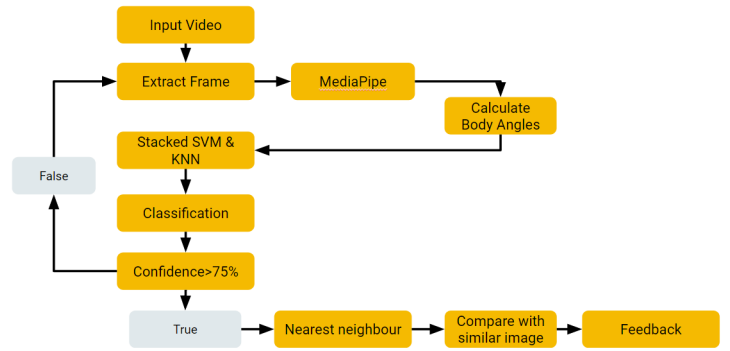 Input Video
Extract Frame
MediaPipe
Calculate
Body Angles
Stacked SVM &
KNN
False
Classification
Confidence>75%
True
Nearest neighbour
Compare with
similar image
Feedback